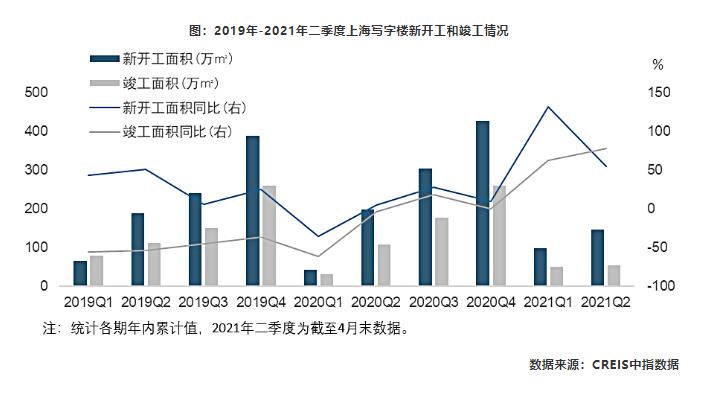 图：2019年-2021年二季度上海写字楼新开工和竣工情况
新开工面积(万㎡)
竣工面积(万㎡)
新开工面积同比(右)
竣工面积同比(右)
%
500
400
300
200
100
0
150
100
50
0
-50
-100
2019Q1 2019Q2 2019Q3 2019Q4 2020Q1 2020Q2 2020Q3 2020Q4 2021Q1 2021Q2
注：统计各期年内累计值，2021年二季度为截至4月末数据。
数据来源：CREIS中指数据